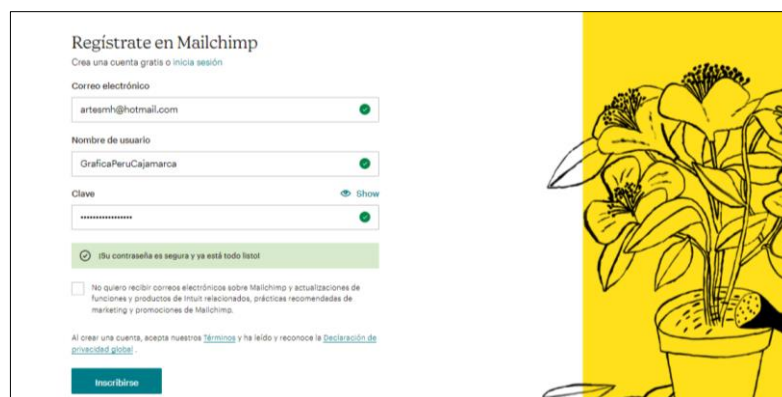 Regístrate en Mailchimp
Crea una cuenta gratis o inicia sesión
Correo electrónico
artesmh@hotmail.com
Nombre de usuario
GraficaPeruCajamarca
Clave
Show
•••••••••••••••••
¡Su contraseña es segura y ya está todo listo!
No quiero recibir correos electrónicos sobre Mailchimp y actualizaciones de
funciones y productos de Intuit relacionados, prácticas recomendadas de
marketing y promociones de Mailchimp.
Al crear una cuenta, acepta nuestros Términos y ha leído y reconoce la Declaración de
privacidad global .
Inscribirse